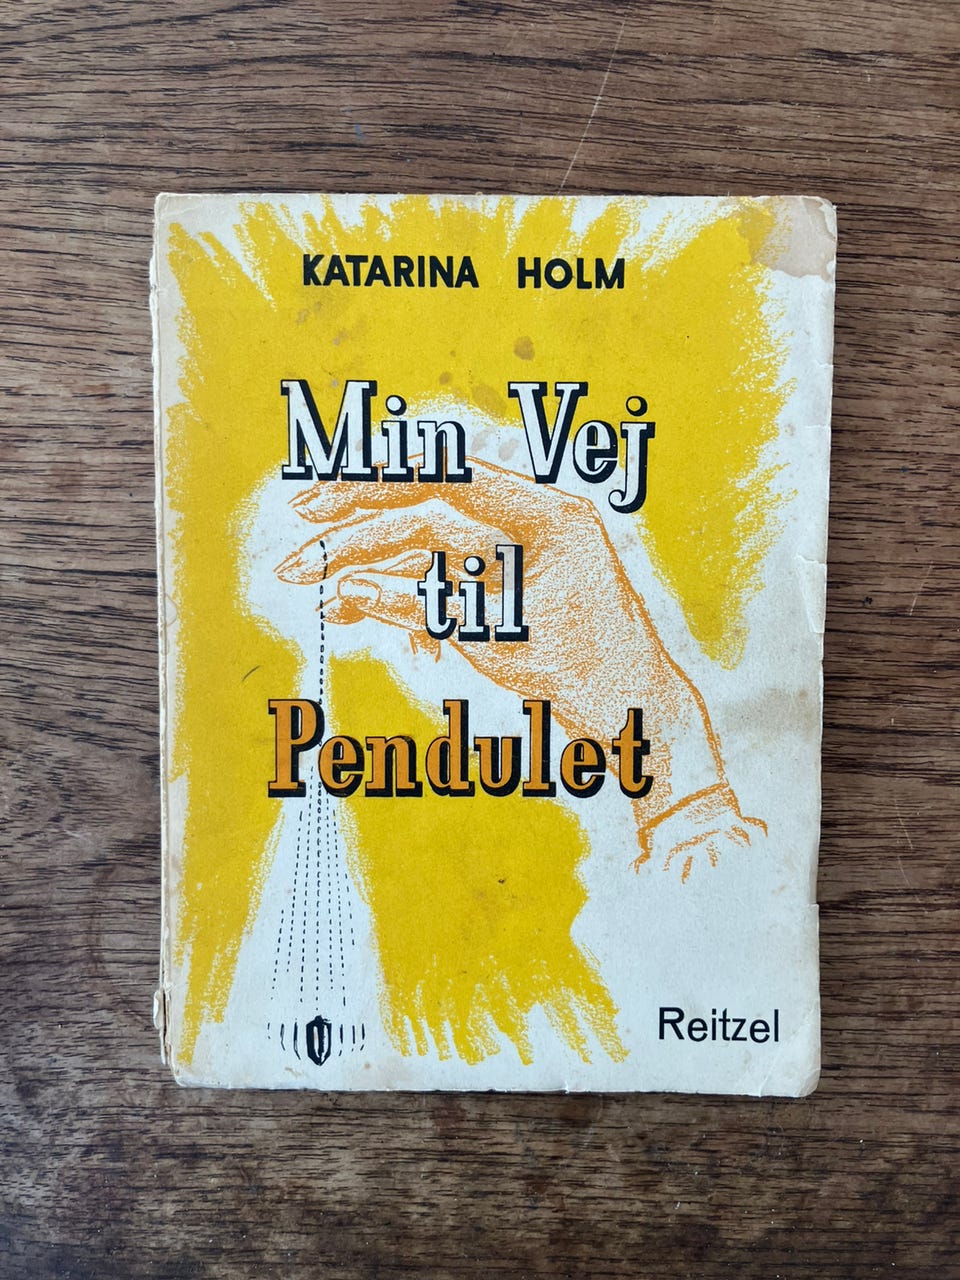 KATARINA HOLM
Min Vej
til
Pendulet
Reitzel